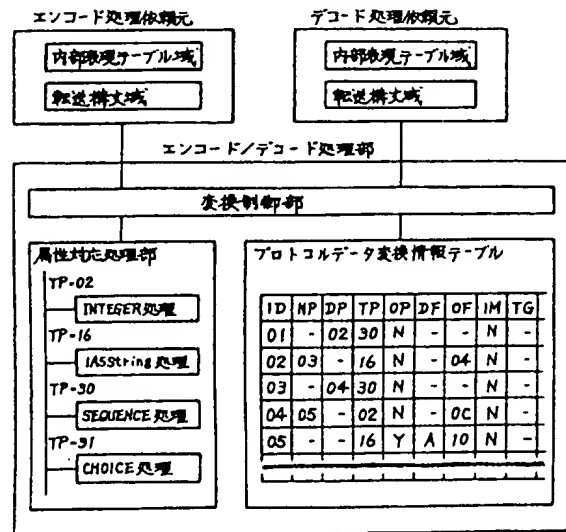 エンコード処理依頼元
内部表現テーブル域
転送構文域
デコード処理依頼元
内部表現テーブル域
転送構文域
エンコード/デコード処理部
変換制御部
属性対応処理部
TP-02
INTEGER処理
TP-16
IA5String処理
TP-30
SEQUENCE処理
TP-31
CHOICE処理
プロトコルデータ変換情報テーブル
ID NP DP TP OP DF OF IM TG
01 - 02 30 N - - N -
02 03 - 16 N - 04 N -
03 - 04 30 N - - N -
04 05 - 02 N - 0C N -
05 - - 16 Y A 10 N -